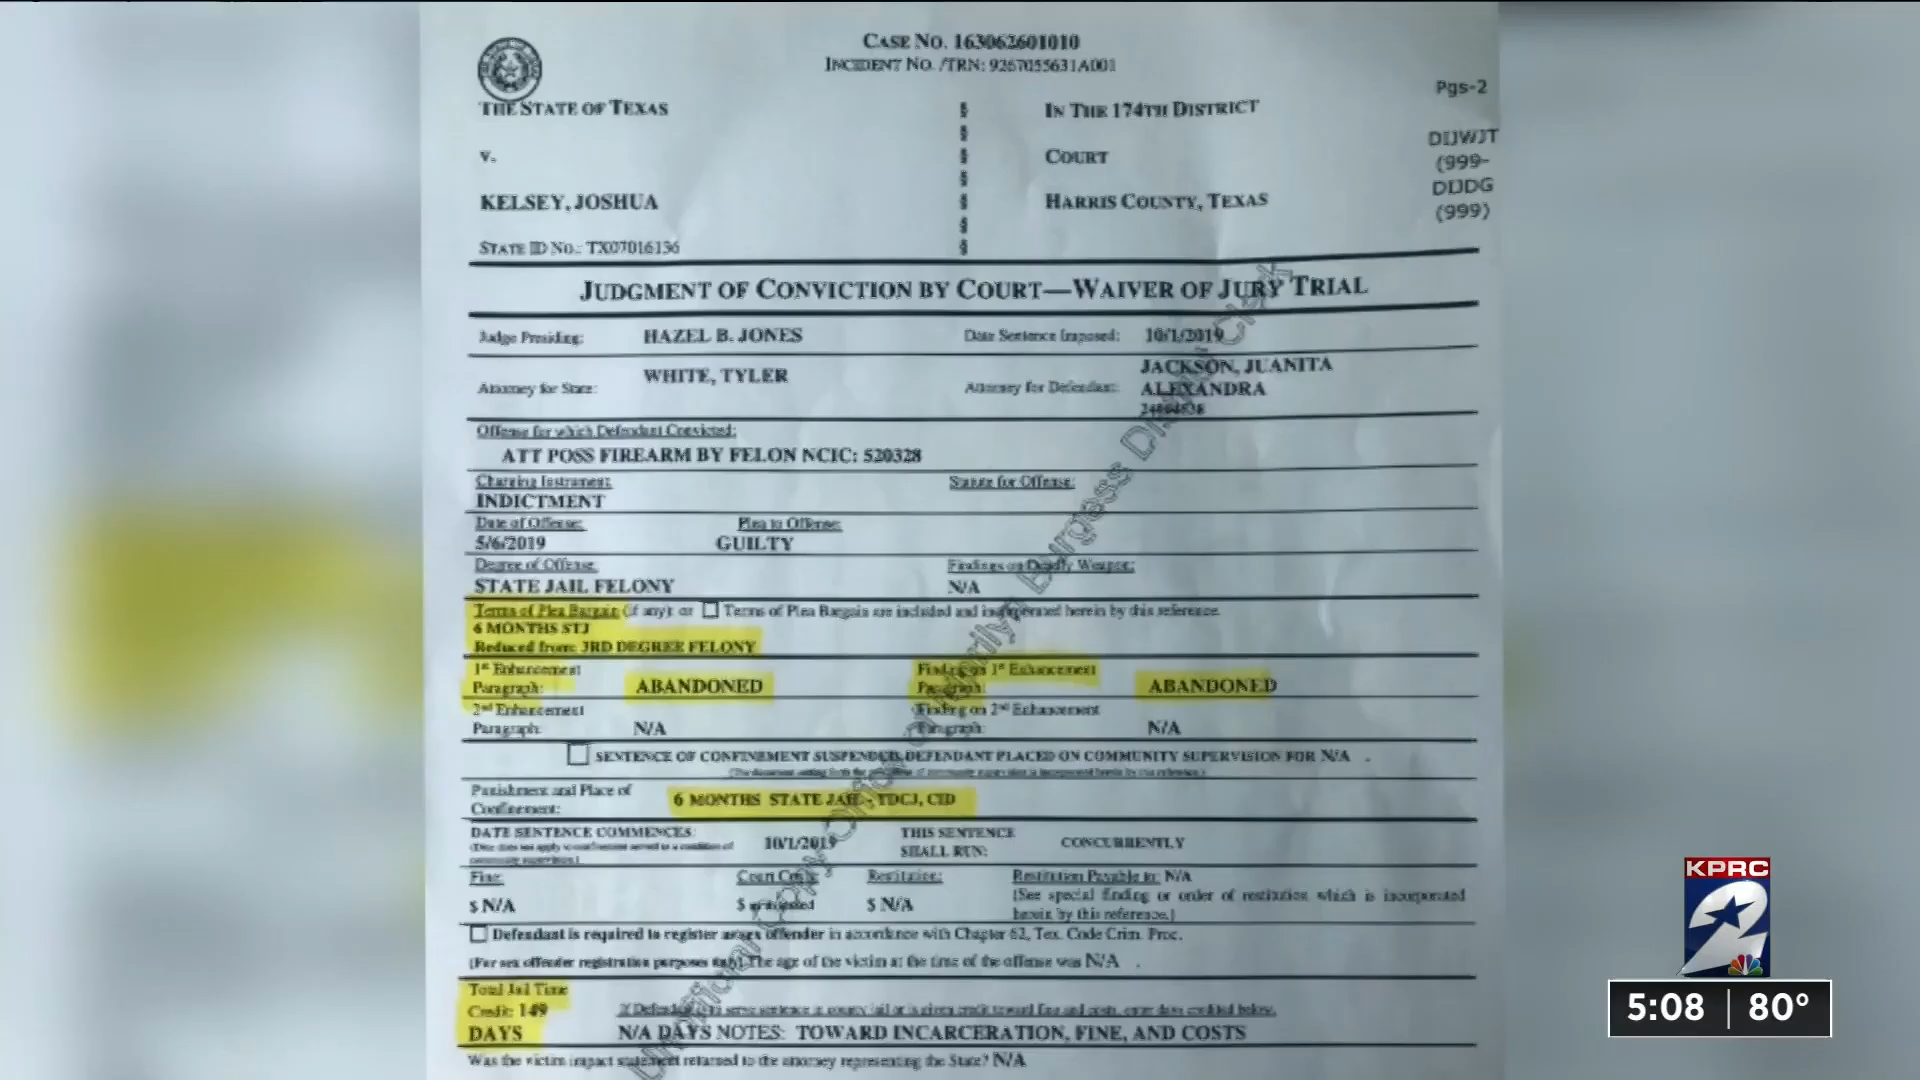 CASE NO. 163062601010
INCIDENT NO. /TRN: 9267055631A001
Pgs-2
THE STATE OF TEXAS § IN THE 174TH DISTRICT
§
DIJWJT
v. § COURT
(999-
§
DIJDG
KELSEY, JOSHUA § HARRIS COUNTY, TEXAS
(999)
§
STATE ID NO.: TX07016136 §
JUDGMENT OF CONVICTION BY COURT—WAIVER OF JURY TRIAL
Judge Presiding: HAZEL B. JONES Date Sentence Imposed: 10/1/2019
Attorney for State: WHITE, TYLER Attorney for Defendant: JACKSON, JUANITA
ALEXANDRA
Offense for which Defendant Convicted:
ATT POSS FIREARM BY FELON NCIC: 520328
Charging Instrument: Statute for Offense:
INDICTMENT
Date of Offense: Plea to Offense:
5/6/2019 GUILTY
Degree of Offense: Findings on Deadly Weapon:
STATE JAIL FELONY N/A
Terms of Plea Bargain (if any): or Terms of Plea Bargain are included and incorporated herein by this reference.
6 MONTHS STJ
Reduced from: 3RD DEGREE FELONY
1st Enhancement Finding on 1st Enhancement
Paragraph: ABANDONED Paragraph: ABANDONED
2nd Enhancement Finding on 2nd Enhancement
Paragraph: N/A Paragraph: N/A
SENTENCE OF CONFINEMENT SUSPENDED, DEFENDANT PLACED ON COMMUNITY SUPERVISION FOR N/A .
Punishment and Place of
Confinement: 6 MONTHS STATE JAIL - TDCJ, CID
DATE SENTENCE COMMENCES: 10/1/2019 THIS SENTENCE
SHALL RUN: CONCURRENTLY
Fine: Court Costs: Restitution: Restitution Payable to: N/A
$ N/A $ $ N/A (See special finding or order of restitution which is incorporated
herein by this reference.)
Defendant is required to register as sex offender in accordance with Chapter 62, Tex. Code Crim. Proc.
(For sex offender registration purposes only) The age of the victim at the time of the offense was N/A .
Total Jail Time
Credit: 149
DAYS N/A DAYS NOTES: TOWARD INCARCERATION, FINE, AND COSTS
Was the victim impact statement returned to the attorney representing the State? N/A
Unofficial Copy Office of Marilyn Burgess District Clerk
KPRC
2
5:08 80°